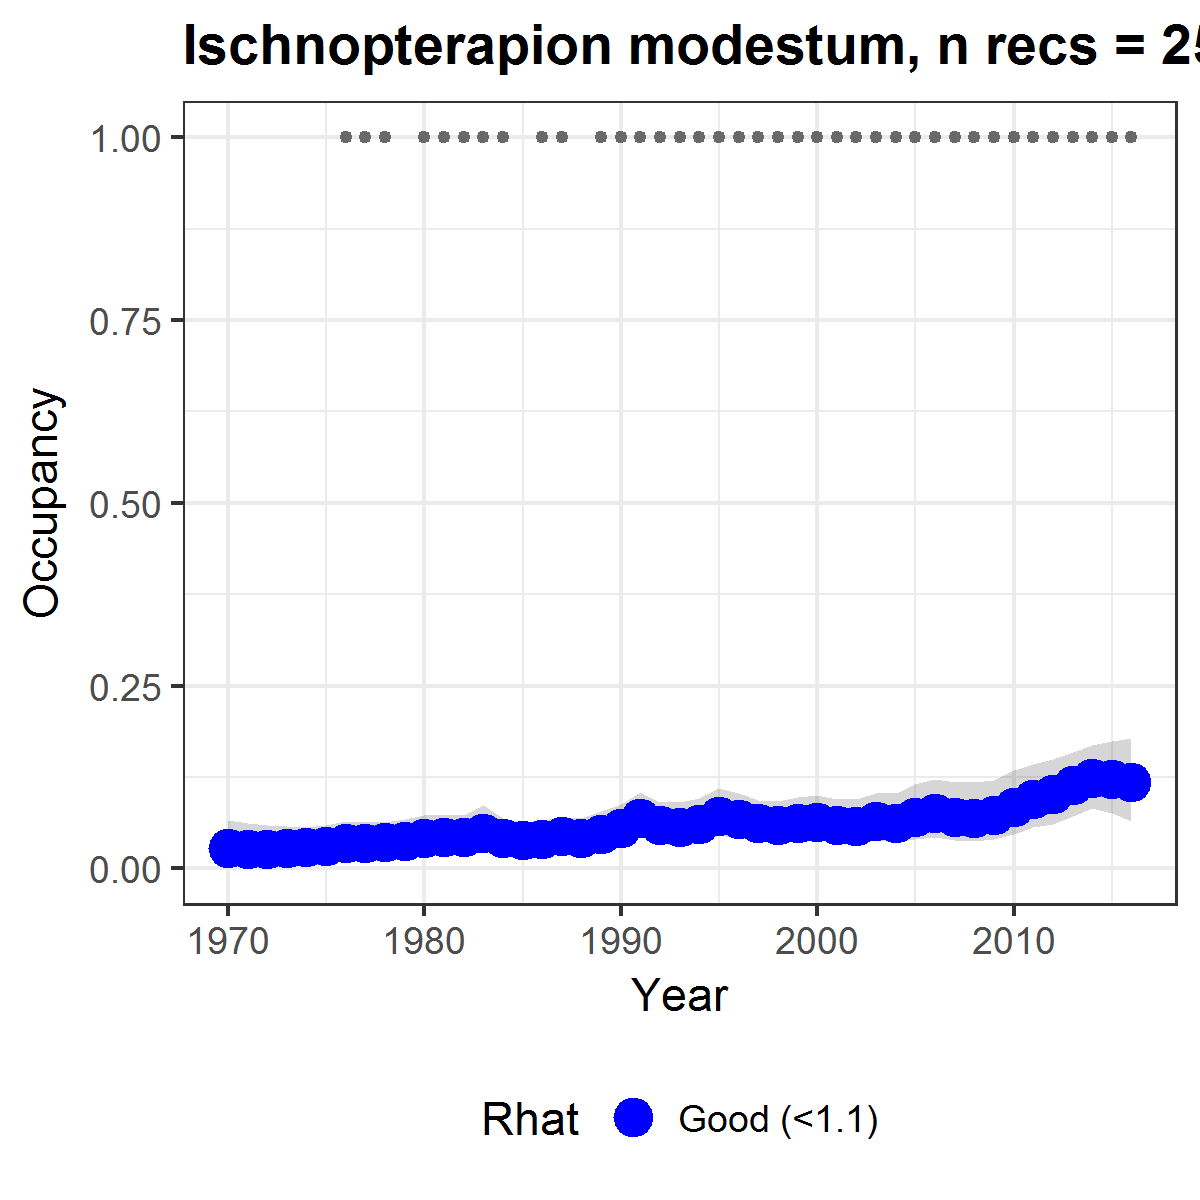 Ischnopterapion modestum, n recs = 25
1.00
0.75
0.50
0.25
0.00
Occupancy
1970 1980 1990 2000 2010
Year
Rhat Good (<1.1)